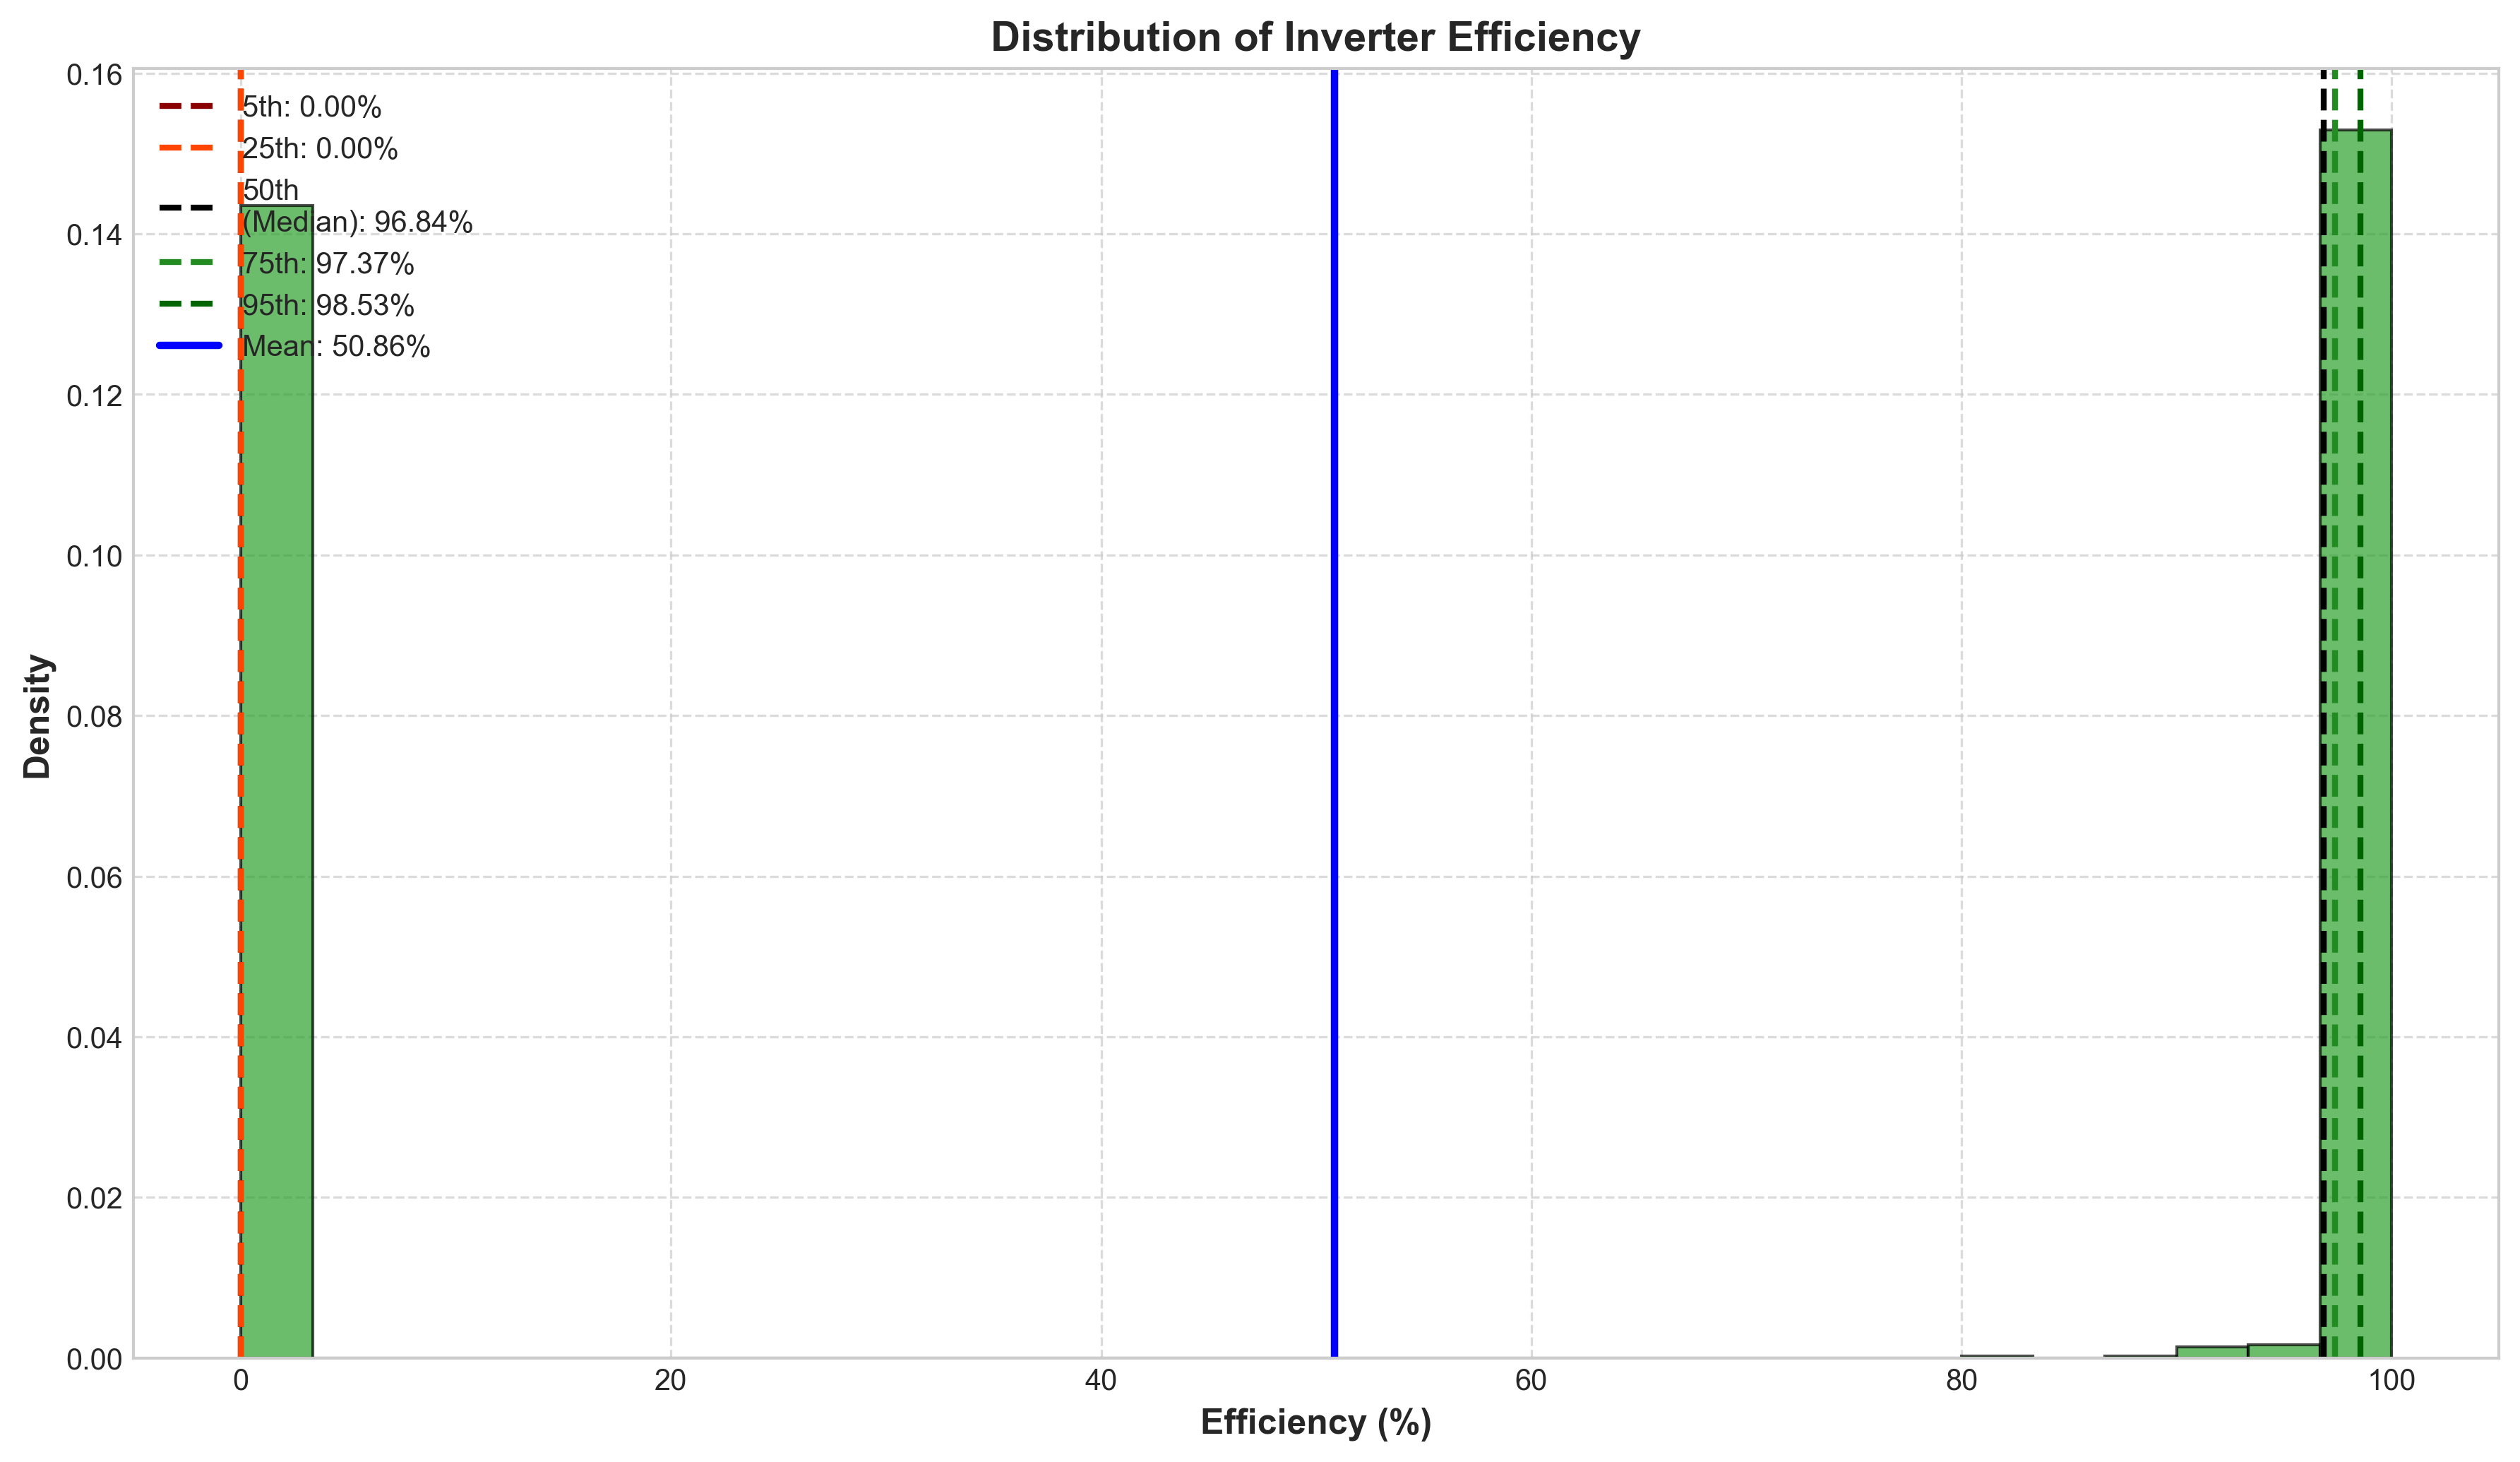 Distribution of Inverter Efficiency
0.16
0.14
0.12
0.10
0.08
0.06
0.04
0.02
0.00
Density
5th: 0.00%
25th: 0.00%
50th
(Median): 96.84%
75th: 97.37%
95th: 98.53%
Mean: 50.86%
0 20 40 60 80 100
Efficiency (%)